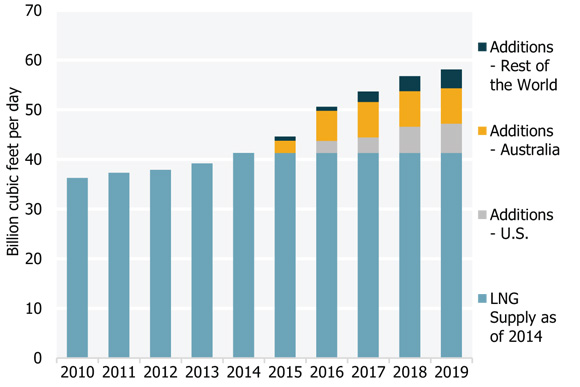 Billion cubic feet per day
70
60
50
40
30
20
10
0
2010 2011 2012 2013 2014 2015 2016 2017 2018 2019
Additions
- Rest of
the World
Additions
- Australia
Additions
- U.S.
LNG
Supply as
of 2014